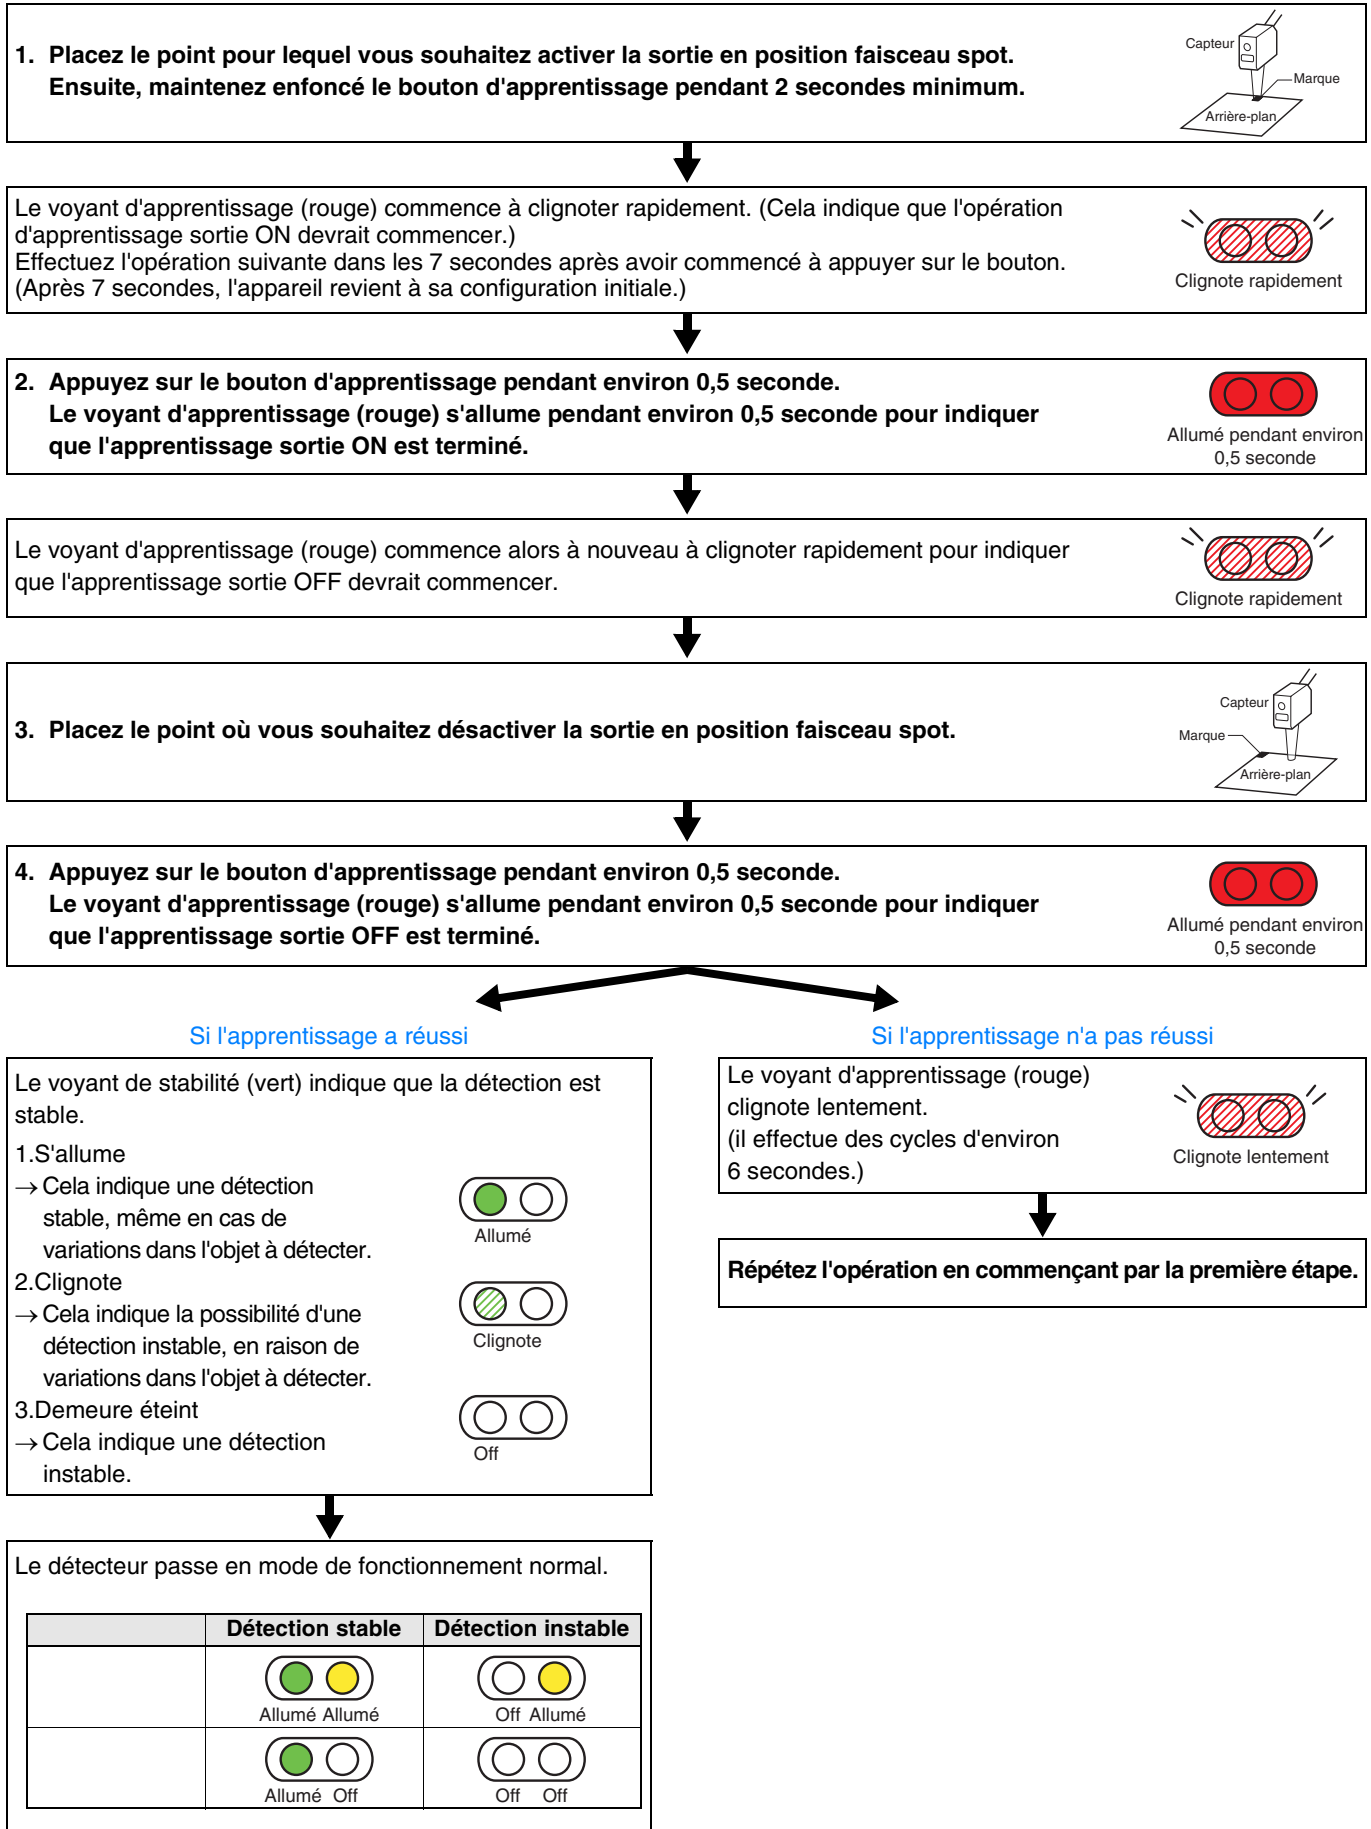 1. Placez le point pour lequel vous souhaitez activer la sortie en position faisceau spot.
Ensuite, maintenez enfoncé le bouton d'apprentissage pendant 2 secondes minimum.
Capteur
Marque
Arrière-plan
Le voyant d'apprentissage (rouge) commence à clignoter rapidement. (Cela indique que l'opération
d'apprentissage sortie ON devrait commencer.)
Effectuez l'opération suivante dans les 7 secondes après avoir commencé à appuyer sur le bouton.
(Après 7 secondes, l'appareil revient à sa configuration initiale.)
Clignote rapidement
2. Appuyez sur le bouton d'apprentissage pendant environ 0,5 seconde.
Le voyant d'apprentissage (rouge) s'allume pendant environ 0,5 seconde pour indiquer
que l'apprentissage sortie ON est terminé.
Allumé pendant environ
0,5 seconde
Le voyant d'apprentissage (rouge) commence alors à nouveau à clignoter rapidement pour indiquer
que l'apprentissage sortie OFF devrait commencer.
Clignote rapidement
3. Placez le point où vous souhaitez désactiver la sortie en position faisceau spot.
Capteur
Marque
Arrière-plan
4. Appuyez sur le bouton d'apprentissage pendant environ 0,5 seconde.
Le voyant d'apprentissage (rouge) s'allume pendant environ 0,5 seconde pour indiquer
que l'apprentissage sortie OFF est terminé.
Allumé pendant environ
0,5 seconde
Si l'apprentissage a réussi
Le voyant de stabilité (vert) indique que la détection est
stable.
1.S'allume
→ Cela indique une détection
stable, même en cas de
variations dans l'objet à détecter.
Allumé
2.Clignote
→ Cela indique la possibilité d'une
détection instable, en raison de
variations dans l'objet à détecter.
Clignote
3.Demeure éteint
→ Cela indique une détection
instable.
Off
Le détecteur passe en mode de fonctionnement normal.
Détection stable Détection instable
Allumé Allumé Off Allumé
Allumé Off Off Off
Si l'apprentissage n'a pas réussi
Le voyant d'apprentissage (rouge)
clignote lentement.
(il effectue des cycles d'environ
6 secondes.)
Clignote lentement
Répétez l'opération en commençant par la première étape.